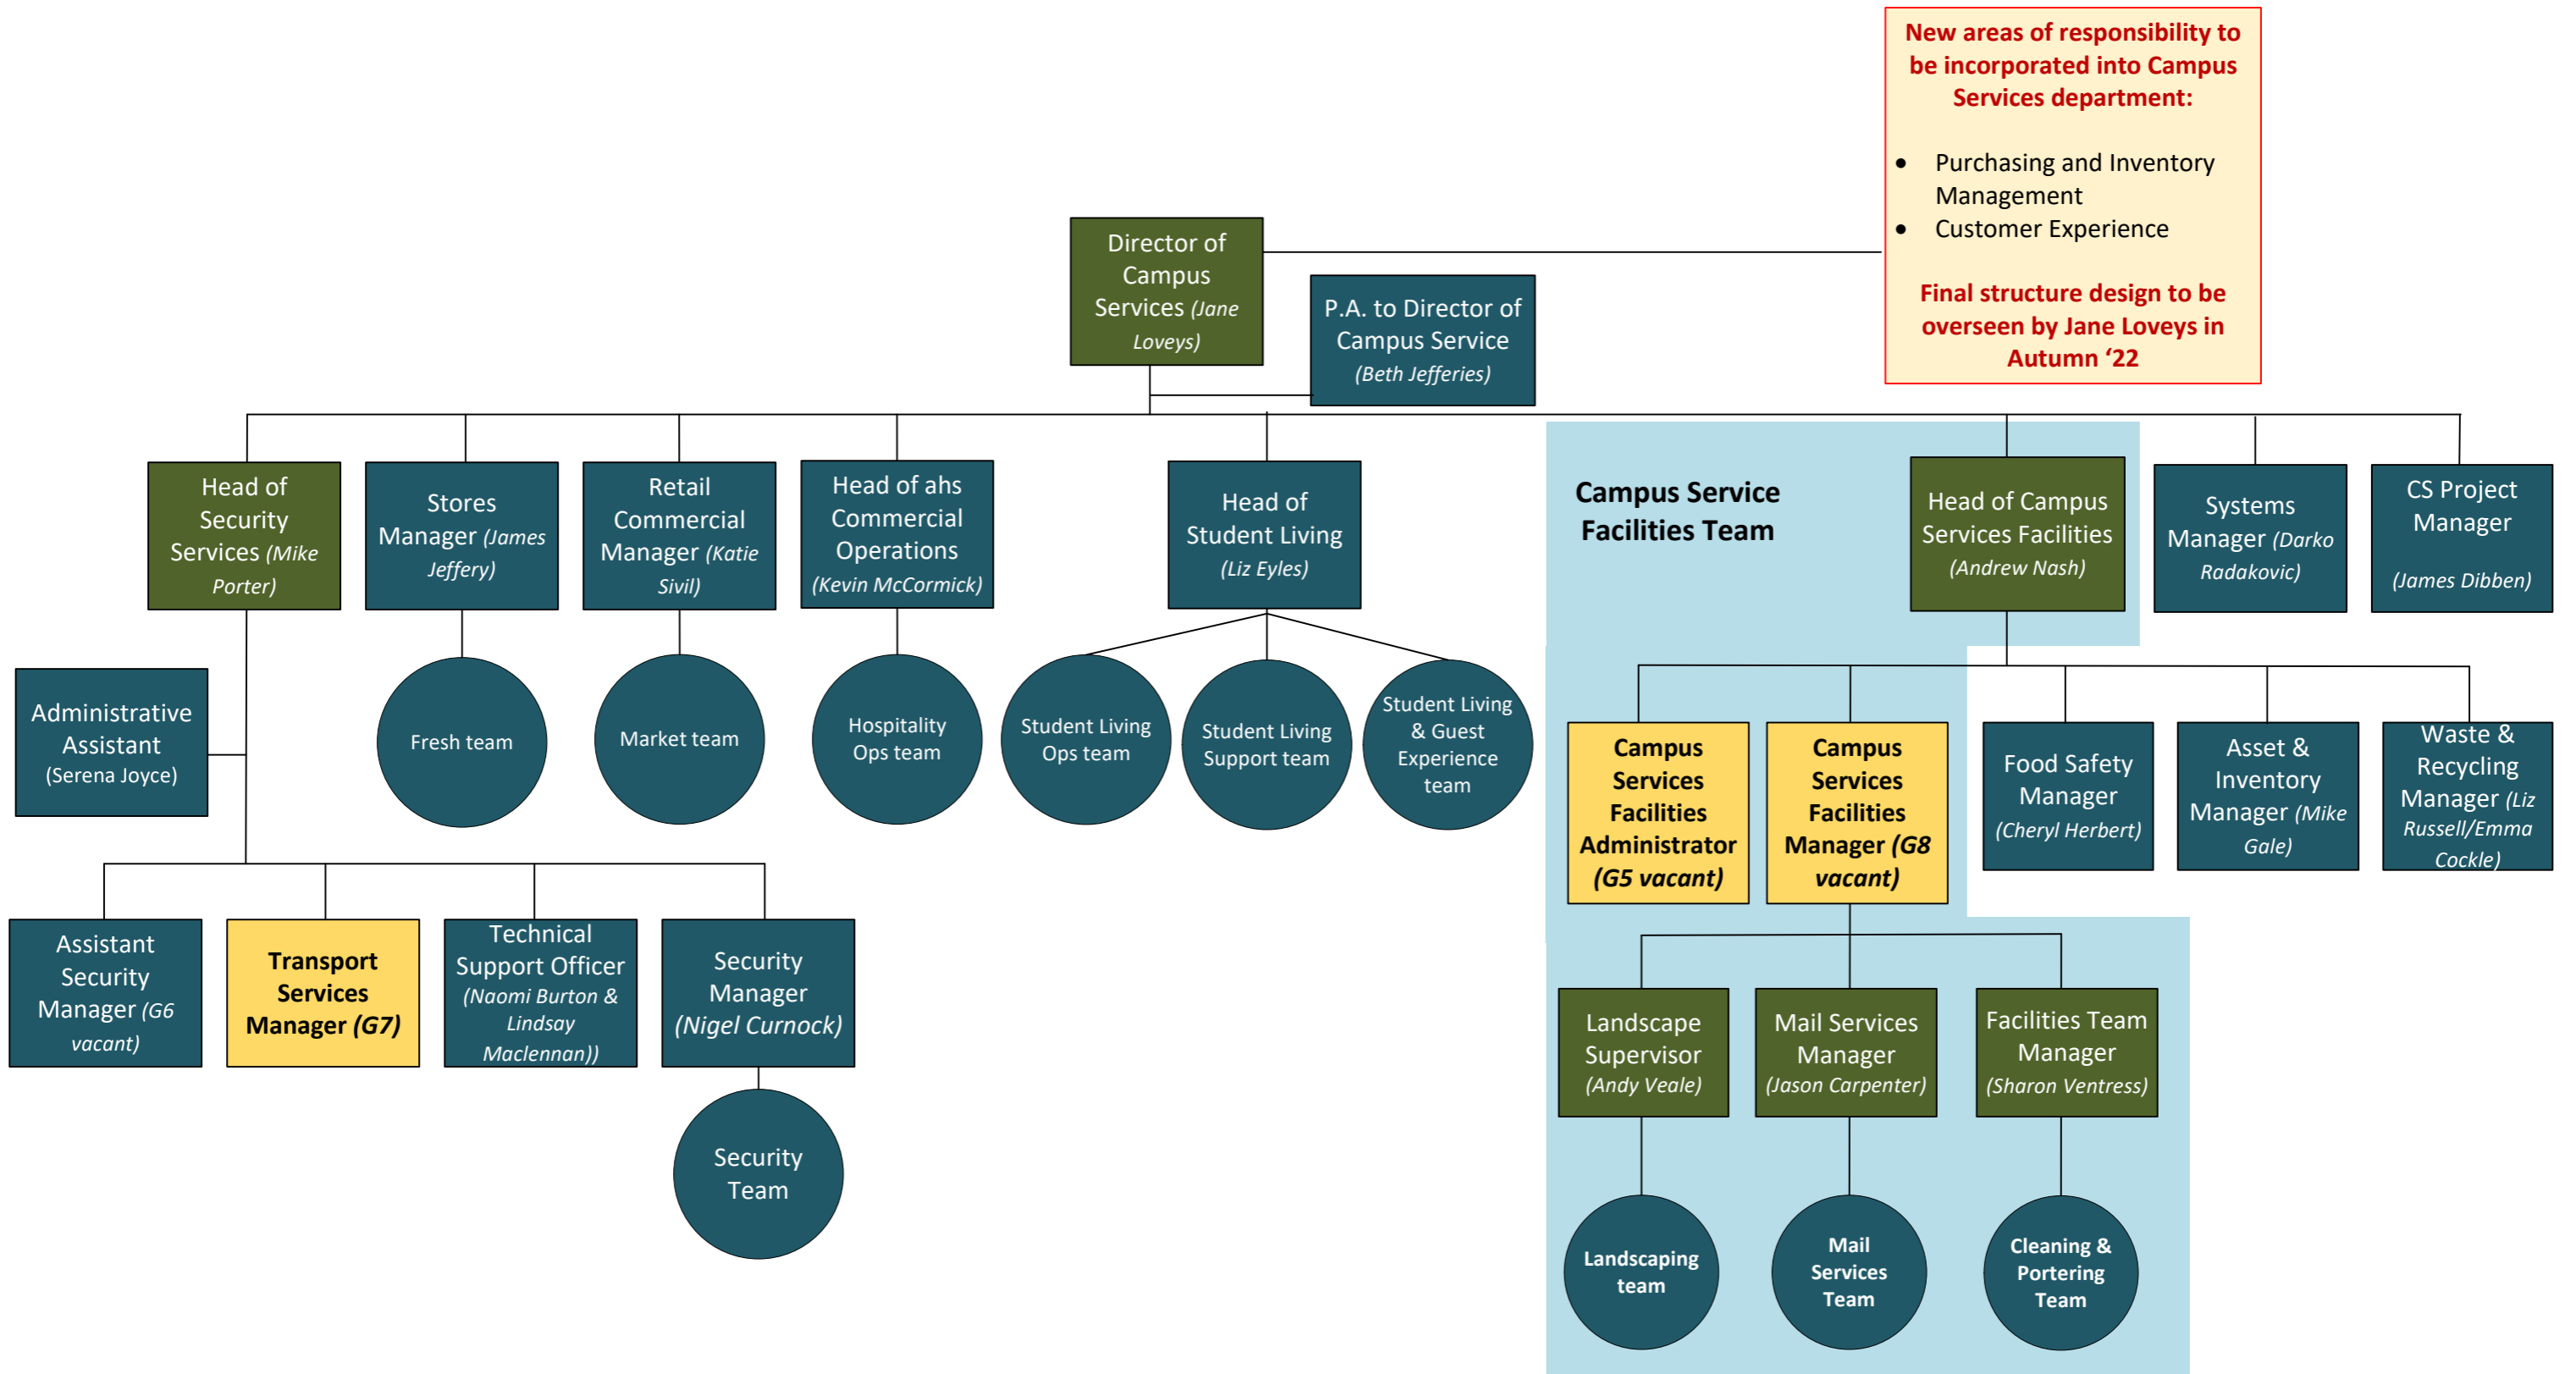 New areas of responsibility to
be incorporated into Campus
Services department:
• Purchasing and Inventory
Management
• Customer Experience
Final structure design to be
overseen by Jane Loveys in
Autumn ‘22
Director of
Campus
Services (Jane
Loveys)
P.A. to Director of
Campus Service
(Beth Jefferies)
Head of
Security
Services (Mike
Porter)
Stores
Manager (James
Jeffery)
Retail
Commercial
Manager (Katie
Sivil)
Head of ahs
Commercial
Operations
(Kevin McCormick)
Head of
Student Living
(Liz Eyles)
Campus Service
Facilities Team
Head of Campus
Services Facilities
(Andrew Nash)
Systems
Manager (Darko
Radakovic)
CS Project
Manager
(James Dibben)
Administrative
Assistant
(Serena Joyce)
Fresh team
Market team
Hospitality
Ops team
Student Living
Ops team
Student Living
Support team
Student Living
& Guest
Experience
team
Campus
Services
Facilities
Administrator
(G5 vacant)
Campus
Services
Facilities
Manager (G8
vacant)
Food Safety
Manager
(Cheryl Herbert)
Asset &
Inventory
Manager (Mike
Gale)
Waste &
Recycling
Manager (Liz
Russell/Emma
Cockle)
Assistant
Security
Manager (G6
vacant)
Transport
Services
Manager (G7)
Technical
Support Officer
(Naomi Burton &
Lindsay
Maclennan))
Security
Manager
(Nigel Curnock)
Landscape
Supervisor
(Andy Veale)
Mail Services
Manager
(Jason Carpenter)
Facilities Team
Manager
(Sharon Ventress)
Security
Team
Landscaping
team
Mail
Services
Team
Cleaning &
Portering
Team